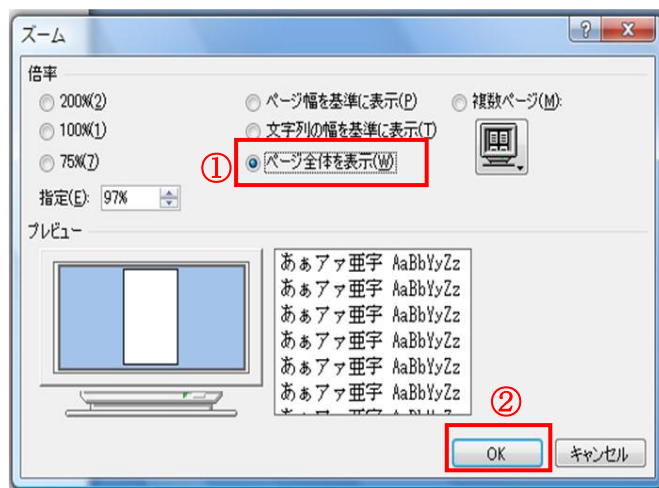 ズーム
倍率
200%(2)
ページ幅を基準に表示(P)
複数ページ(M):
100%(1)
文字列の幅を基準に表示(T)
①
75%(7)
ページ全体を表示(W)
指定(E): 97%
プレビュー
あぁアァ亜宇 AaBbYyZz
あぁアァ亜宇 AaBbYyZz
あぁアァ亜宇 AaBbYyZz
あぁアァ亜宇 AaBbYyZz
あぁアァ亜宇 AaBbYyZz
あぁアァ亜宇 AaBbYyZz
②
OK
キャンセル